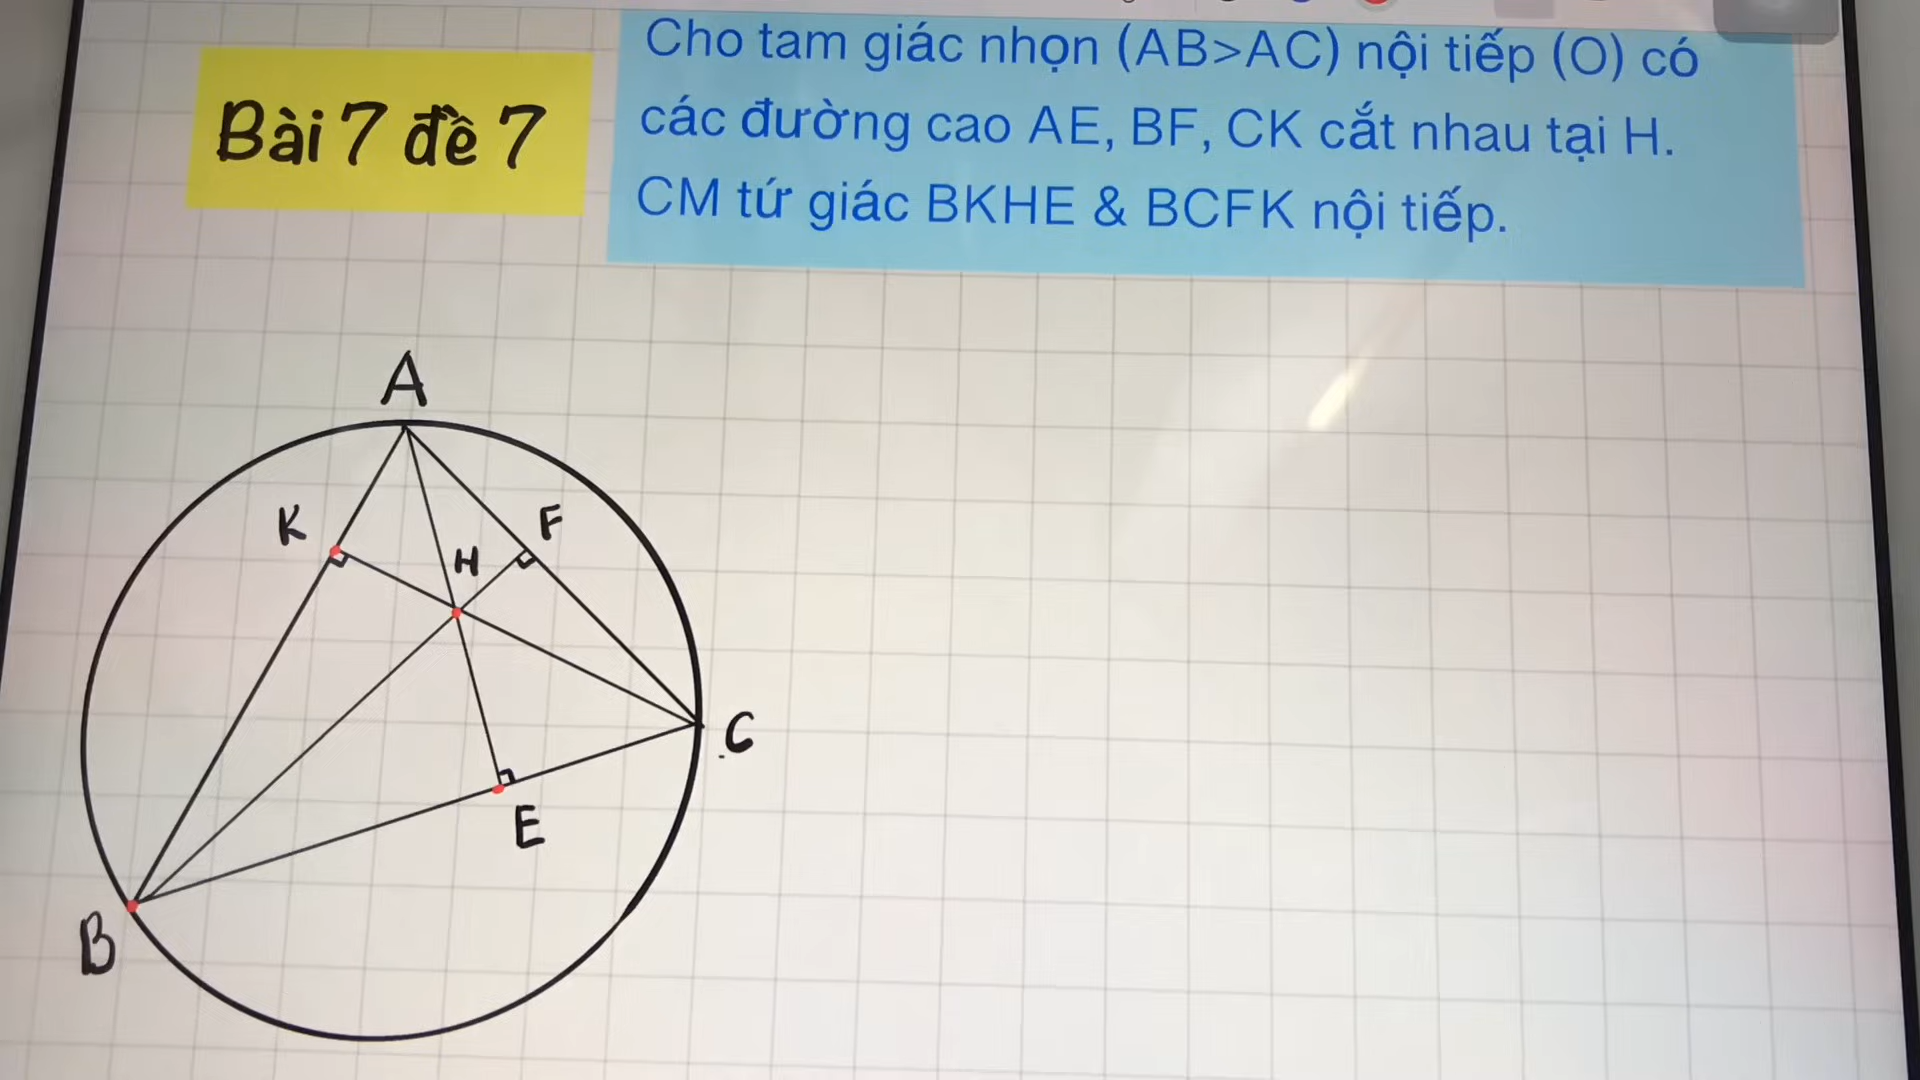 Bài 7 đề 7
Cho tam giác nhọn (AB>AC) nội tiếp (O) có
các đường cao AE, BF, CK cắt nhau tại H.
CM tứ giác BKHE & BCFK nội tiếp.
A
K
F
H
C
E
B